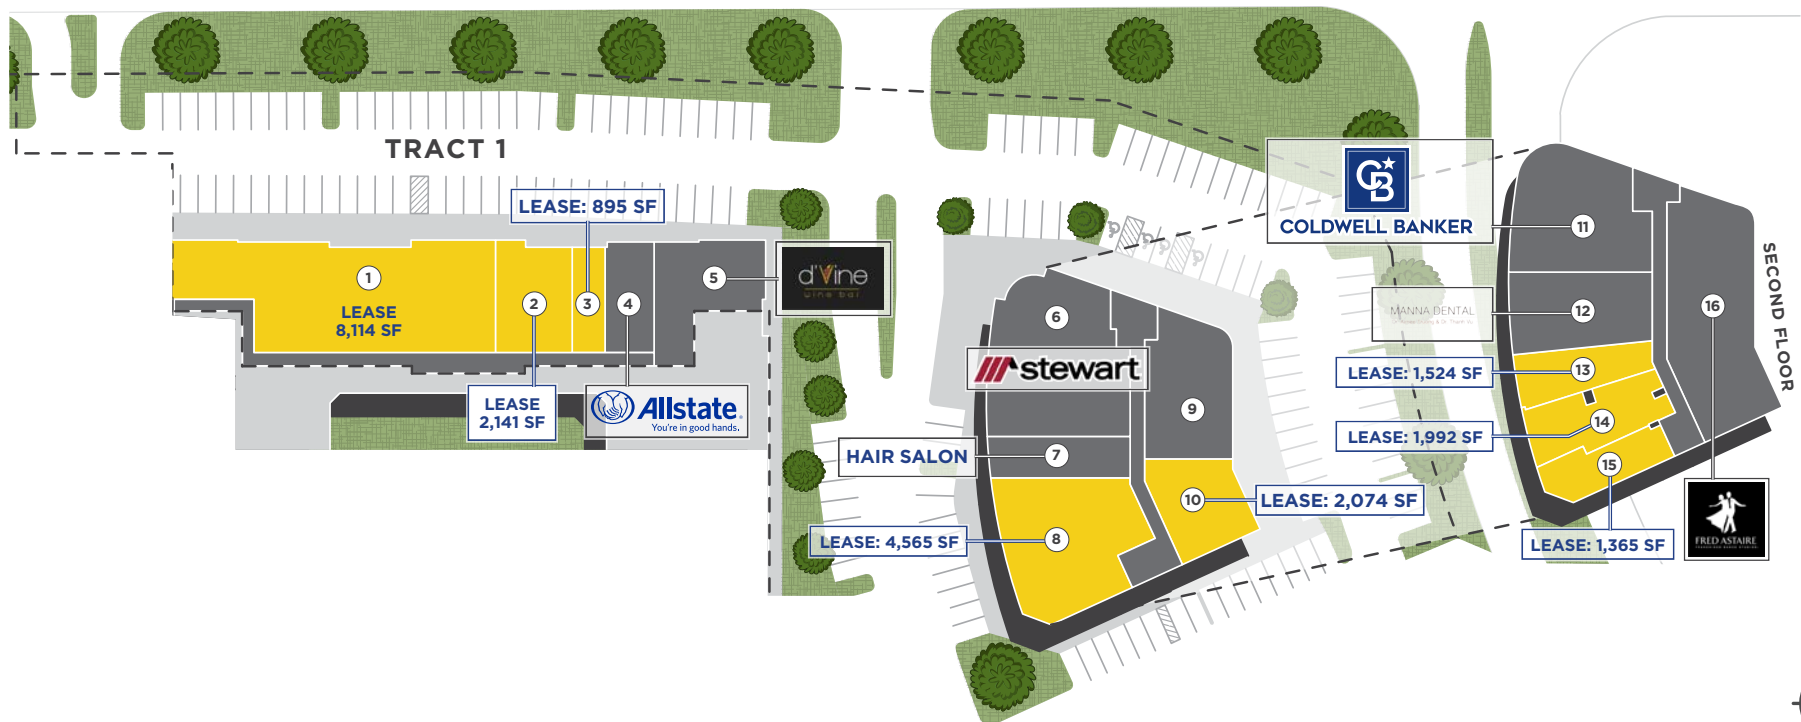 TRACT 1
LEASE: 895 SF
1
LEASE
8,114 SF
2
3
4
5
d'Vine
wine bar
LEASE
2,141 SF
Allstate
You're in good hands.
6
stewart
HAIR SALON
7
8
LEASE: 4,565 SF
9
10
LEASE: 2,074 SF
CB
COLDWELL BANKER
MANNA DENTAL
11
12
13
LEASE: 1,524 SF
14
LEASE: 1,992 SF
15
LEASE: 1,365 SF
16
SECOND FLOOR
FRED ASTAIRE